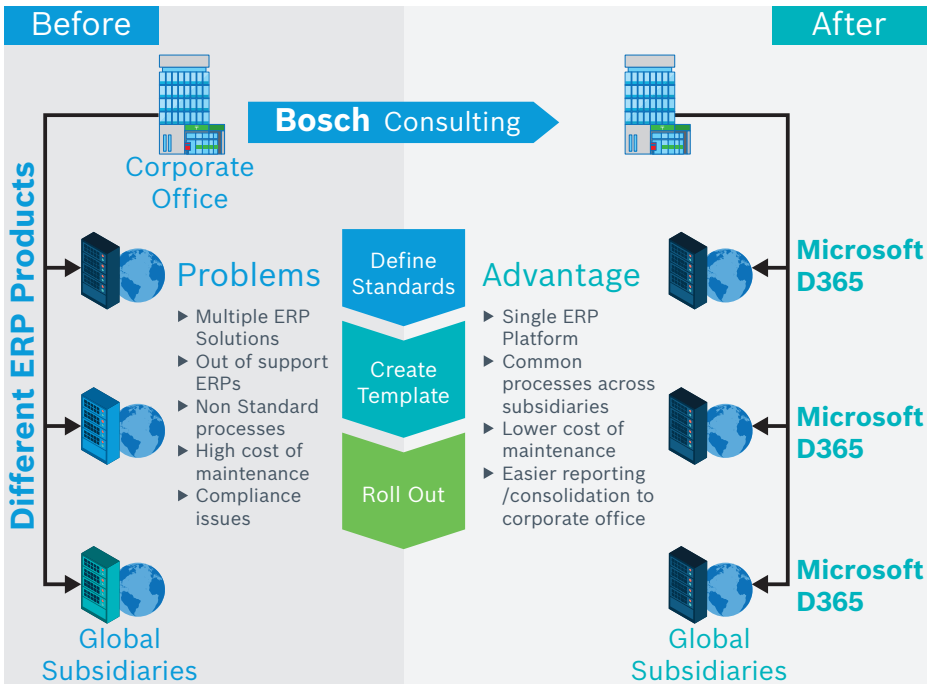 Before
After
Bosch Consulting
Corporate
Office
Different ERP Products
Problems
▶ Multiple ERP
Solutions
▶ Out of support
ERPs
▶ Non Standard
processes
▶ High cost of
maintenance
▶ Compliance
issues
Define
Standards
Create
Template
Roll Out
Advantage
▶ Single ERP
Platform
▶ Common
processes across
subsidiaries
▶ Lower cost of
maintenance
▶ Easier reporting
/consolidation to
corporate office
Microsoft
D365
Microsoft
D365
Microsoft
D365
Global
Subsidiaries
Global
Subsidiaries